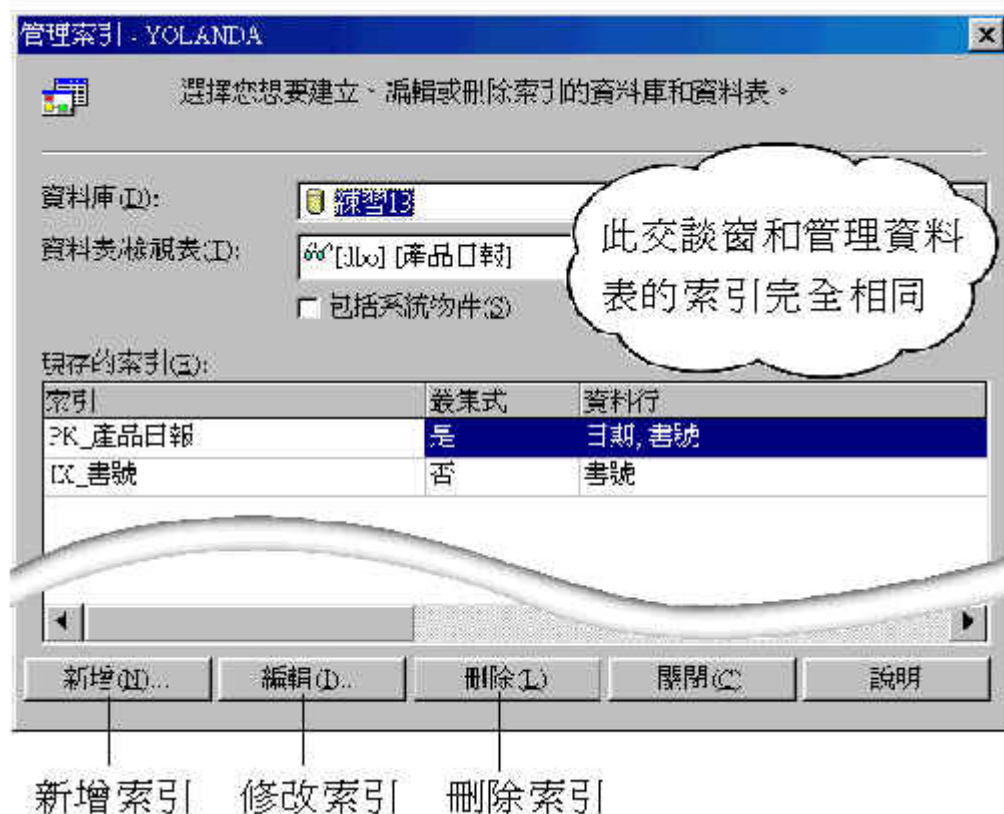 管理索引 - YOLANDA
選擇您想要建立、編輯或刪除索引的資料庫和資料表。
資料庫(D):
練習13
資料表/檢視表(T):
[dbo] [產品日報]
包括系統物件(S)
此交談窗和管理資料
表的索引完全相同
現存的索引(E):
索引 叢集式 資料行
PK_產品日報 是 日期, 書號
IX_書號 否 書號
新增(N)... 編輯(I)... 刪除(L) 關閉(C) 說明
新增索引 修改索引 刪除索引